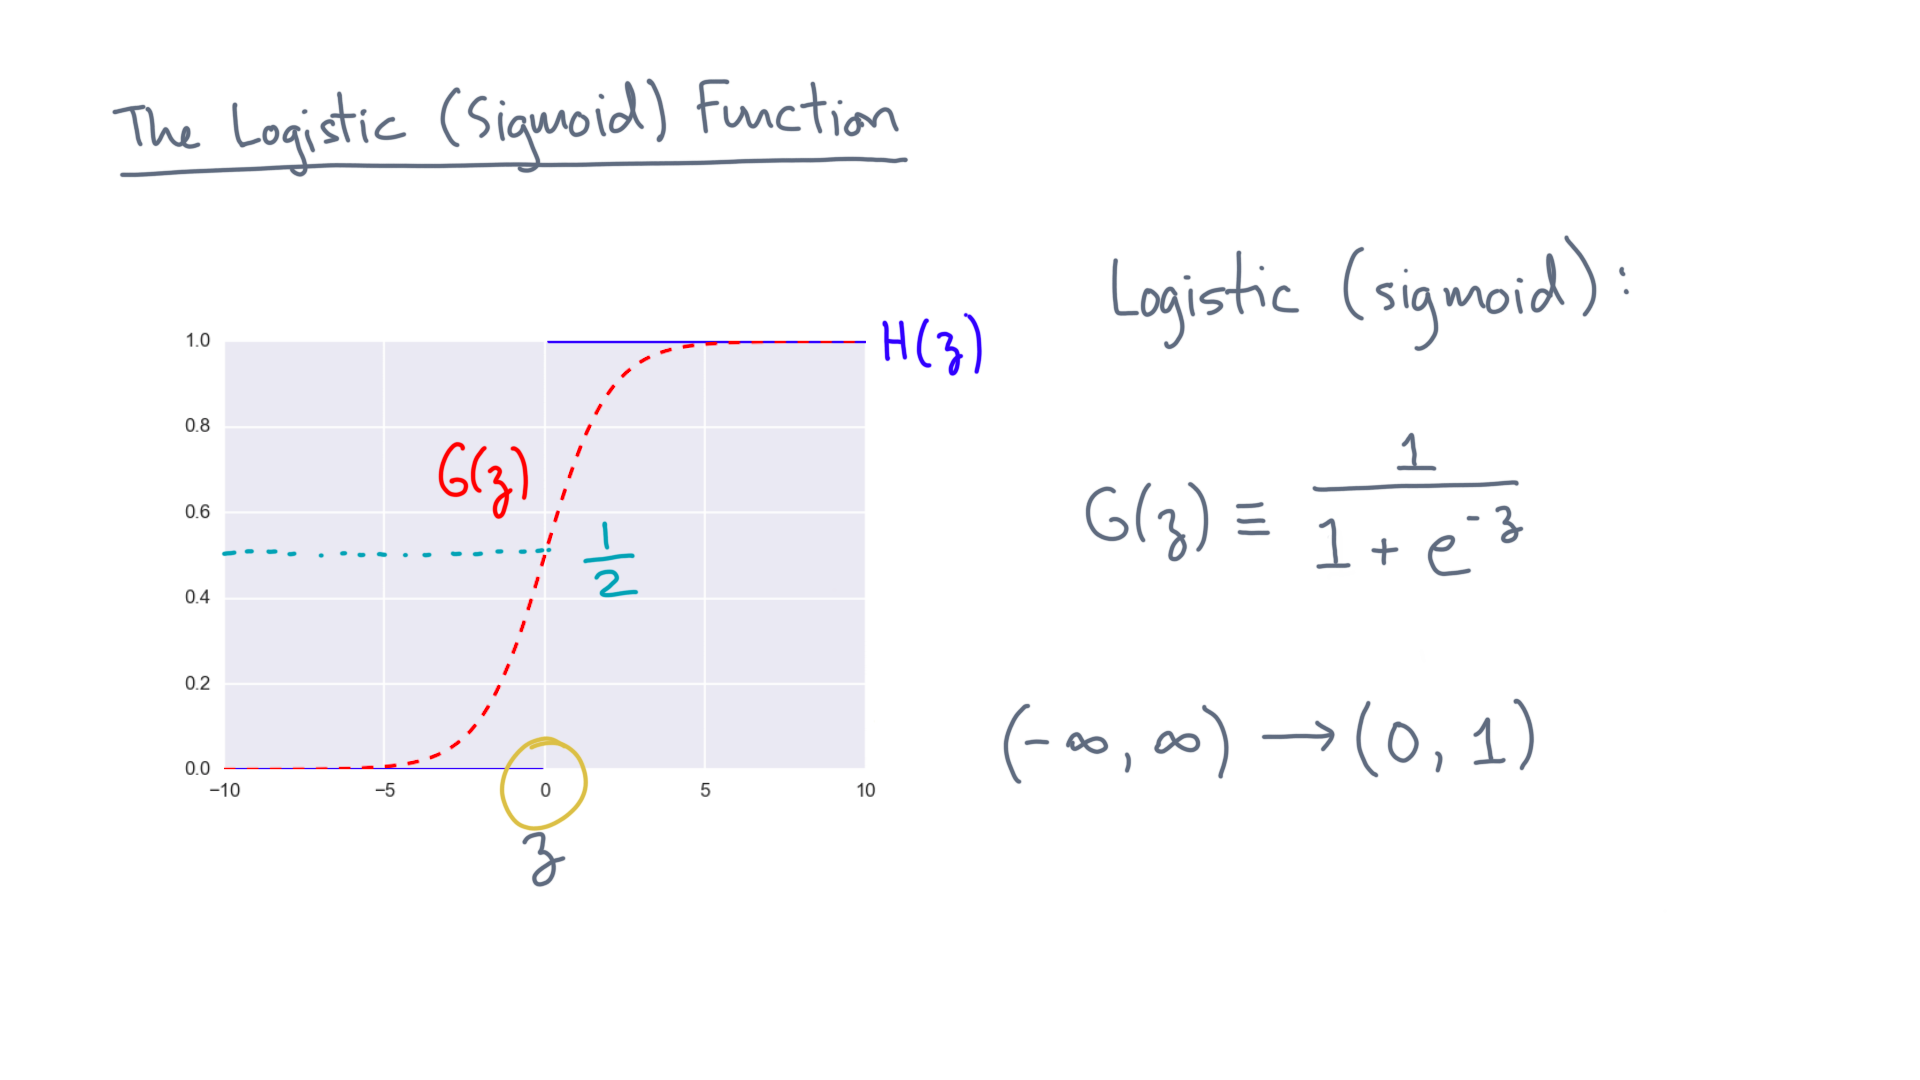 The Logistic (Sigmoid) Function
Logistic (sigmoid):
1.0
H(z)
0.8
G(z)
0.6
1/2
0.4
0.2
0.0
−10 −5 0 5 10
z
G(z) ≡ 1 / (1 + e^{-z})
(-∞, ∞) → (0, 1)